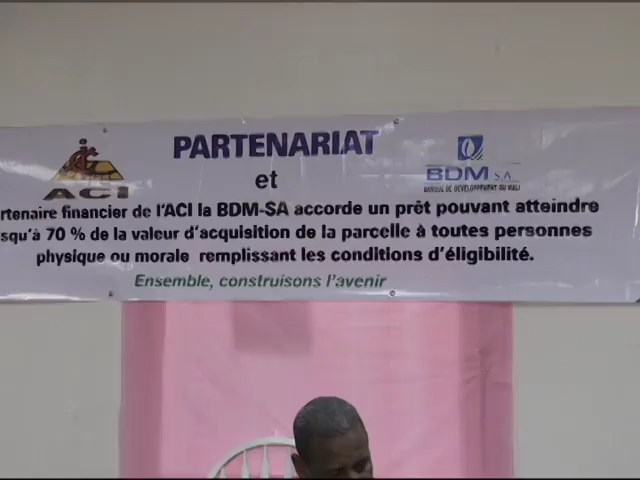 PARTENARIAT
et
ACI
BDM S.A.
BANQUE DE DEVELOPPEMENT DU MALI
rtenaire financier de l'ACI la BDM-SA accorde un prêt pouvant atteindre
squ'à 70 % de la valeur d'acquisition de la parcelle à toutes personnes
physique ou morale remplissant les conditions d'éligibilité.
Ensemble, construisons l'avenir